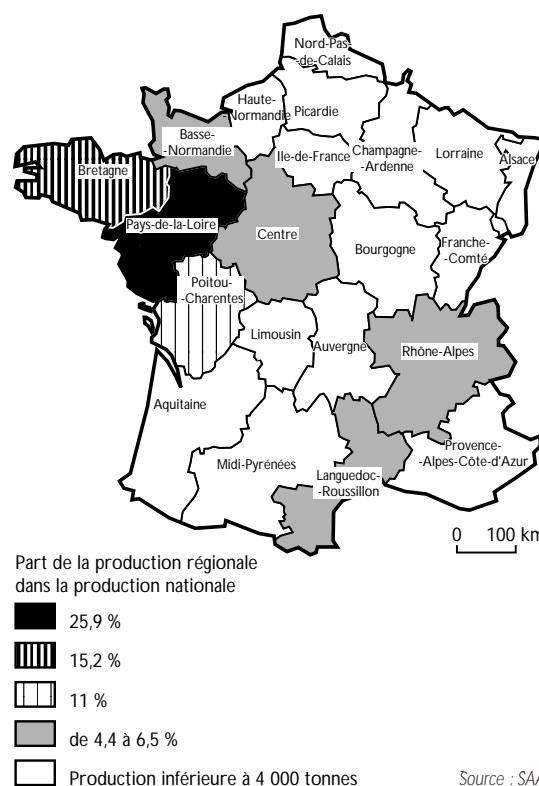 Nord-Pas-
-de-Calais
Haute-
-Normandie
Picardie
Basse-
-Normandie
Ile-de-France
Champagne-
-Ardenne
Lorraine
Alsace
Bretagne
Pays-de-la-Loire
Centre
Bourgogne
Franche-
-Comté
Poitou-
-Charentes
Limousin
Auvergne
Rhône-Alpes
Aquitaine
Midi-Pyrénées
Languedoc-
-Roussillon
Provence-
-Alpes-Côte-d'Azur
0 100 km
Part de la production régionale
dans la production nationale
25,9 %
15,2 %
11 %
de 4,4 à 6,5 %
Production inférieure à 4 000 tonnes
Source : SAA